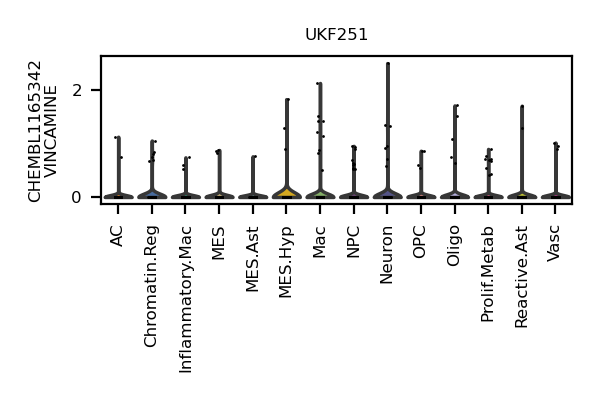 UKF251
CHEMBL1165342
VINCAMINE
2
0
AC
Chromatin.Reg
Inflammatory.Mac
MES
MES.Ast
MES.Hyp
Mac
NPC
Neuron
OPC
Oligo
Prolif.Metab
Reactive.Ast
Vasc